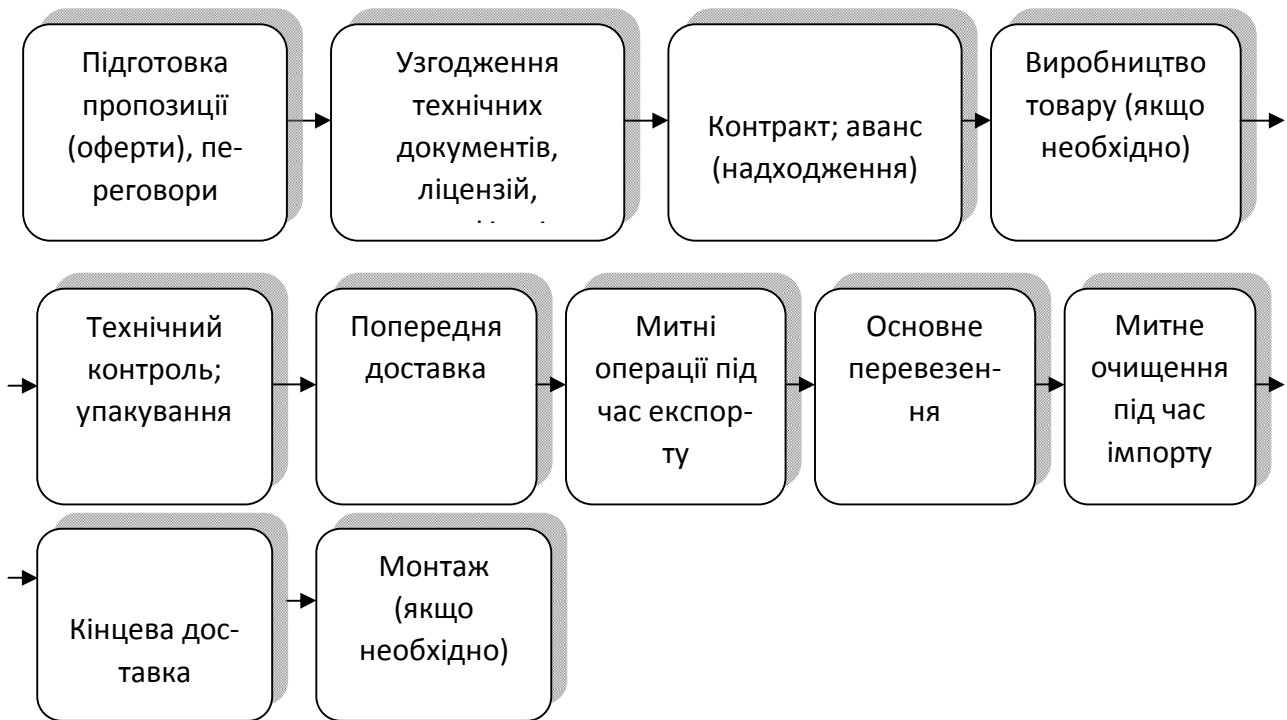 Підготовка
пропозиції
(оферти), пе-
реговори
Узгодження
технічних
документів,
ліцензій,
Контракт; аванс
(надходження)
Виробництво
товару (якщо
необхідно)
Технічний
контроль;
упакування
Попередня
доставка
Митні
операції під
час експор-
ту
Основне
перевезен-
ня
Митне
очищення
під час
імпорту
Кінцева дос-
тавка
Монтаж
(якщо
необхідно)